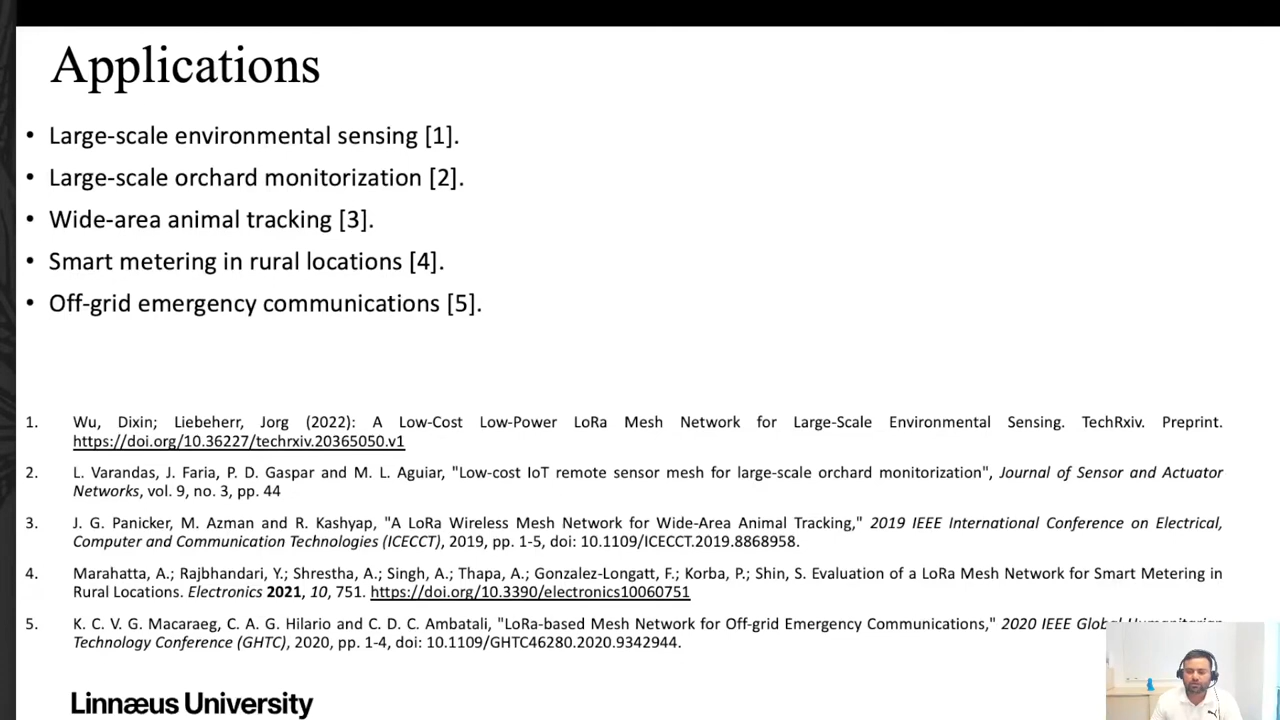 Applications
• Large-scale environmental sensing [1].
• Large-scale orchard monitorization [2].
• Wide-area animal tracking [3].
• Smart metering in rural locations [4].
• Off-grid emergency communications [5].
1. Wu, Dixin; Liebeherr, Jorg (2022): A Low-Cost Low-Power LoRa Mesh Network for Large-Scale Environmental Sensing. TechRxiv. Preprint.
https://doi.org/10.36227/techrxiv.20365050.v1
2. L. Varandas, J. Faria, P. D. Gaspar and M. L. Aguiar, "Low-cost IoT remote sensor mesh for large-scale orchard monitorization", Journal of Sensor and Actuator
Networks, vol. 9, no. 3, pp. 44
3. J. G. Panicker, M. Azman and R. Kashyap, "A LoRa Wireless Mesh Network for Wide-Area Animal Tracking," 2019 IEEE International Conference on Electrical,
Computer and Communication Technologies (ICECCT), 2019, pp. 1-5, doi: 10.1109/ICECCT.2019.8868958.
4. Marahatta, A.; Rajbhandari, Y.; Shrestha, A.; Singh, A.; Thapa, A.; Gonzalez-Longatt, F.; Korba, P.; Shin, S. Evaluation of a LoRa Mesh Network for Smart Metering in
Rural Locations. Electronics 2021, 10, 751. https://doi.org/10.3390/electronics10060751
5. K. C. V. G. Macaraeg, C. A. G. Hilario and C. D. C. Ambatali, "LoRa-based Mesh Network for Off-grid Emergency Communications," 2020 IEEE Global
Technology Conference (GHTC), 2020, pp. 1-4, doi: 10.1109/GHTC46280.2020.9342944.
Linnæus University